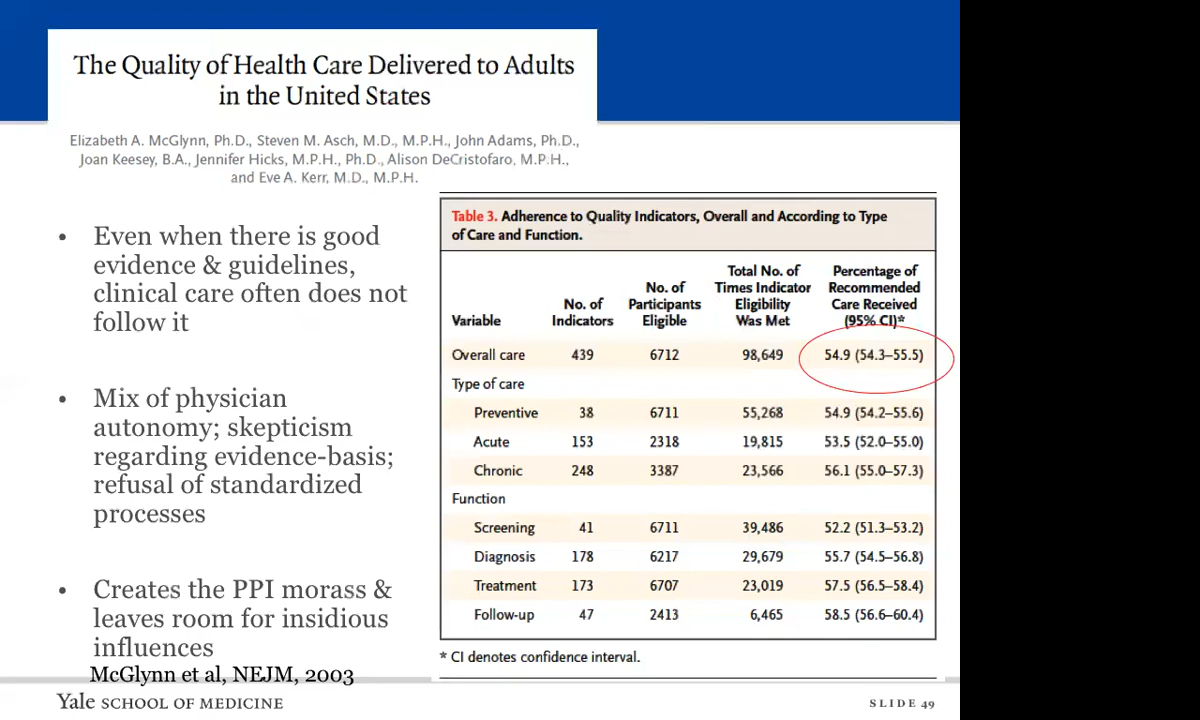 The Quality of Health Care Delivered to Adults
in the United States
Elizabeth A. McGlynn, Ph.D., Steven M. Asch, M.D., M.P.H., John Adams, Ph.D.,
Joan Keesey, B.A., Jennifer Hicks, M.P.H., Ph.D., Alison DeCristofaro, M.P.H.,
and Eve A. Kerr, M.D., M.P.H.
• Even when there is good
evidence & guidelines,
clinical care often does not
follow it
• Mix of physician
autonomy; skepticism
regarding evidence-basis;
refusal of standardized
processes
• Creates the PPI morass &
leaves room for insidious
influences
McGlynn et al, NEJM, 2003
Table 3. Adherence to Quality Indicators, Overall and According to Type
of Care and Function.
Variable No. of Indicators No. of Participants Eligible Total No. of Times Indicator Eligibility Was Met Percentage of Recommended Care Received (95% CI)*
Overall care 439 6712 98,649 54.9 (54.3–55.5)
Type of care
Preventive 38 6711 55,268 54.9 (54.2–55.6)
Acute 153 2318 19,815 53.5 (52.0–55.0)
Chronic 248 3387 23,566 56.1 (55.0–57.3)
Function
Screening 41 6711 39,486 52.2 (51.3–53.2)
Diagnosis 178 6217 29,679 55.7 (54.5–56.8)
Treatment 173 6707 23,019 57.5 (56.5–58.4)
Follow-up 47 2413 6,465 58.5 (56.6–60.4)
* CI denotes confidence interval.
Yale SCHOOL OF MEDICINE
SLIDE 49